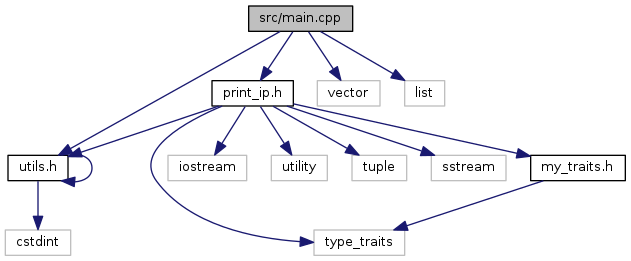 src/main.cpp
print_ip.h
vector
list
utils.h
iostream
utility
tuple
sstream
my_traits.h
cstdint
type_traits